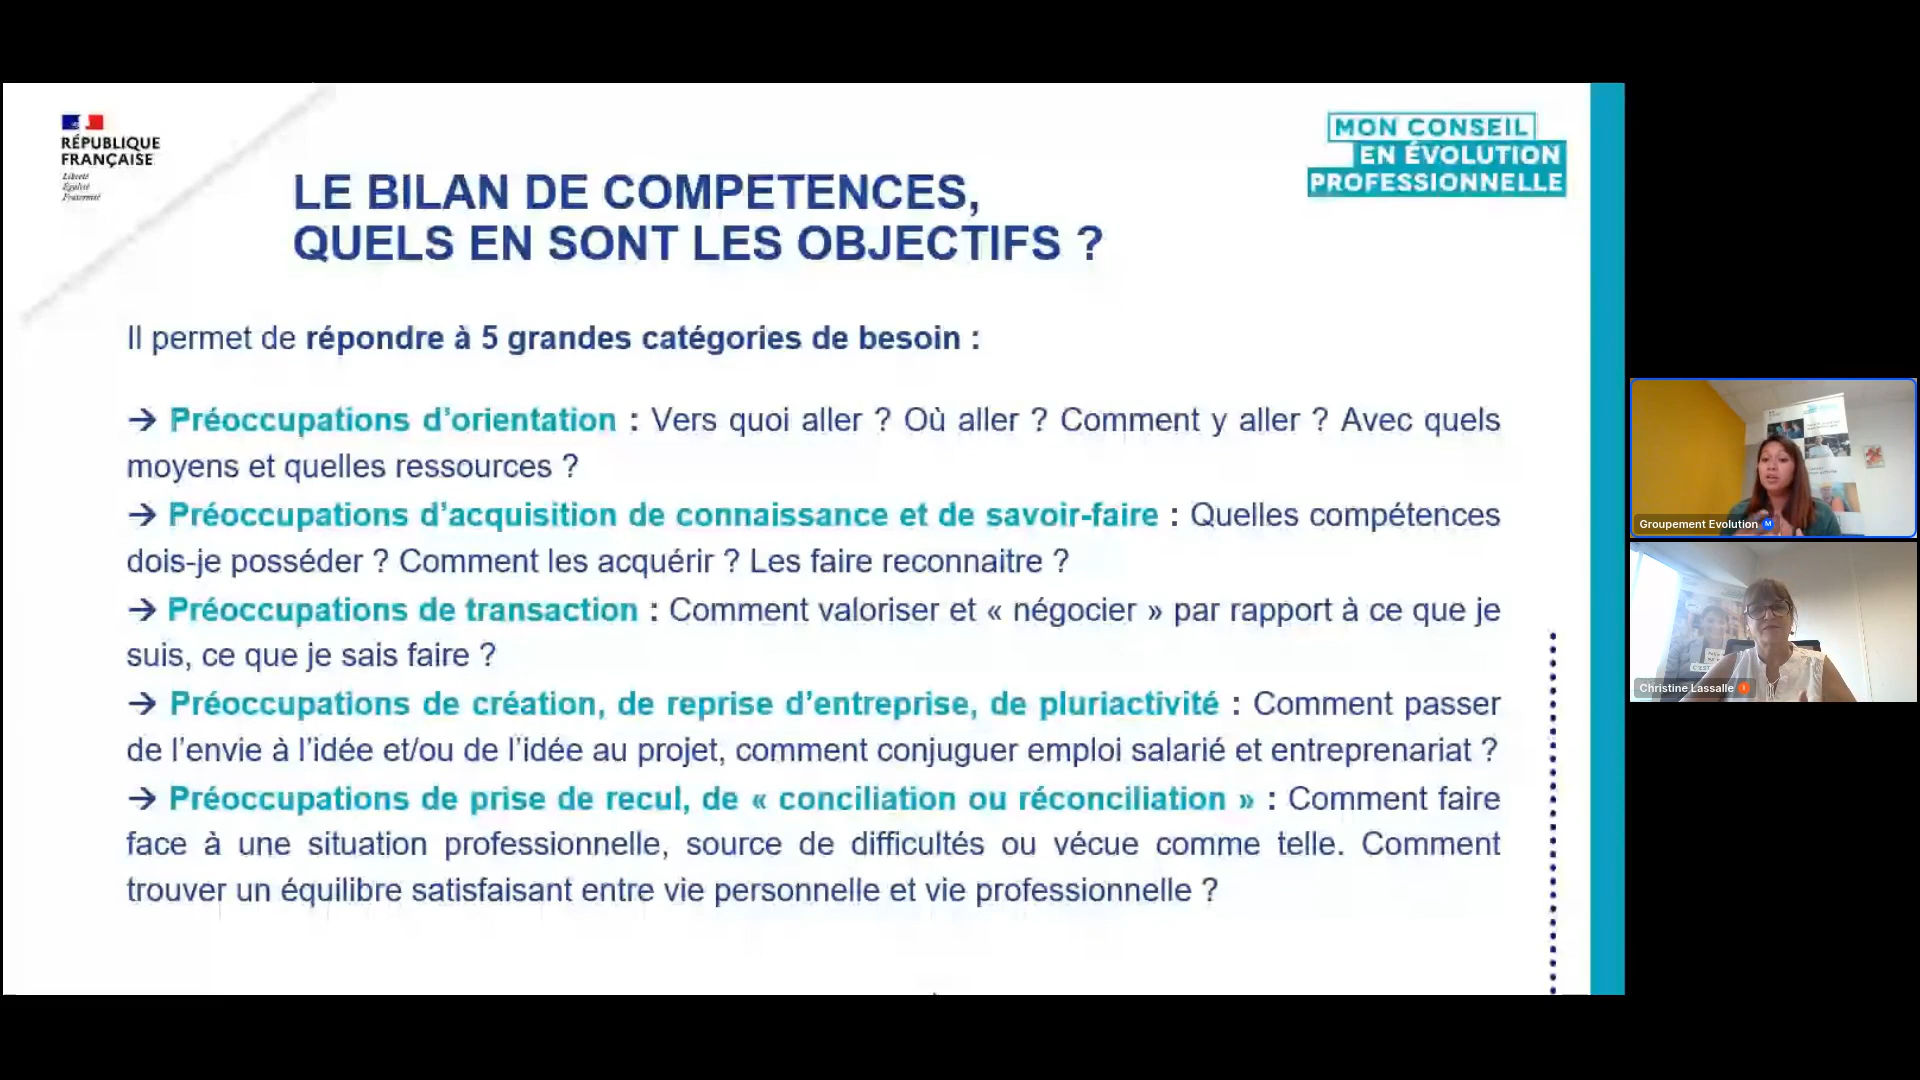 RÉPUBLIQUE
FRANÇAISE
Liberté
Égalité
Fraternité
MON CONSEIL
EN ÉVOLUTION
PROFESSIONNELLE
LE BILAN DE COMPETENCES,
QUELS EN SONT LES OBJECTIFS ?
Il permet de répondre à 5 grandes catégories de besoin :
→ Préoccupations d’orientation : Vers quoi aller ? Où aller ? Comment y aller ? Avec quels
moyens et quelles ressources ?
→ Préoccupations d’acquisition de connaissance et de savoir-faire : Quelles compétences
dois-je posséder ? Comment les acquérir ? Les faire reconnaitre ?
→ Préoccupations de transaction : Comment valoriser et « négocier » par rapport à ce que je
suis, ce que je sais faire ?
→ Préoccupations de création, de reprise d’entreprise, de pluriactivité : Comment passer
de l’envie à l’idée et/ou de l’idée au projet, comment conjuguer emploi salarié et entreprenariat ?
→ Préoccupations de prise de recul, de « conciliation ou réconciliation » : Comment faire
face à une situation professionnelle, source de difficultés ou vécue comme telle. Comment
trouver un équilibre satisfaisant entre vie personnelle et vie professionnelle ?
Groupement Evolution M
Christine Lassalle